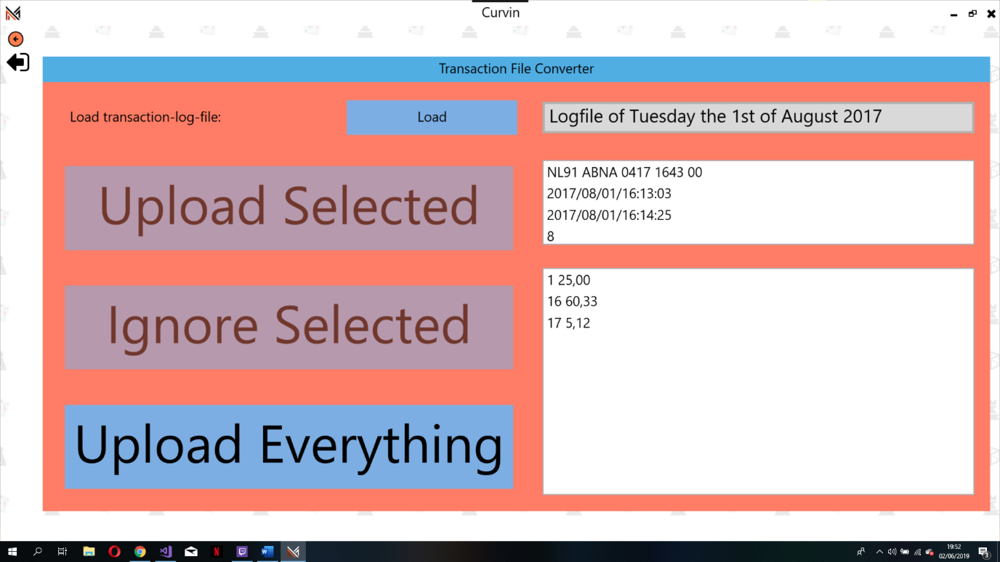 Curvin
Transaction File Converter
Load transaction-log-file:
Load
Logfile of Tuesday the 1st of August 2017
Upload Selected
Ignore Selected
Upload Everything
NL91 ABNA 0417 1643 00
2017/08/01/16:13:03
2017/08/01/16:14:25
8
1 25,00
16 60,33
17 5,12
19:52
02/06/2019
3